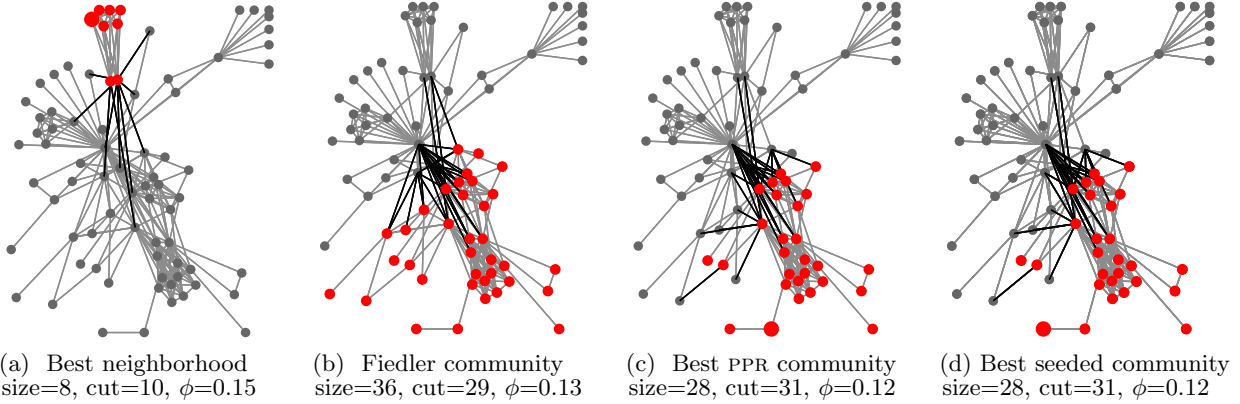 (a) Best neighborhood
size=8, cut=10, ϕ=0.15
(b) Fiedler community
size=36, cut=29, ϕ=0.13
(c) Best PPR community
size=28, cut=31, ϕ=0.12
(d) Best seeded community
size=28, cut=31, ϕ=0.12